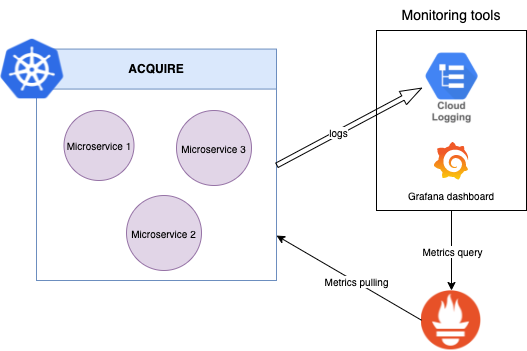 Monitoring tools
ACQUIRE
Microservice 1
Microservice 3
Microservice 2
logs
Cloud
Logging
Grafana dashboard
Metrics query
Metrics pulling